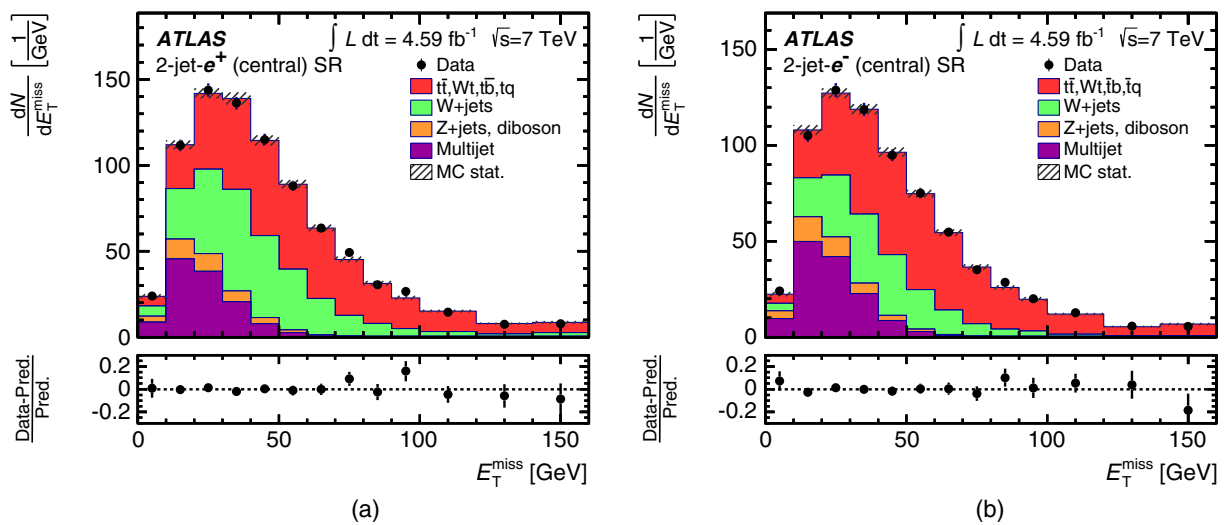 dN/dE_T^miss [1/GeV]
ATLAS ∫ L dt = 4.59 fb⁻¹ √s=7 TeV
2-jet-e⁺ (central) SR
Data
tt̄,Wt,tb̄,tq
W+jets
Z+jets, diboson
Multijet
MC stat.
150
100
50
0
Data-Pred/Pred.
0.2
0
-0.2
0 50 100 150
E_T^miss [GeV]
(a)
dN/dE_T^miss [1/GeV]
ATLAS ∫ L dt = 4.59 fb⁻¹ √s=7 TeV
2-jet-e⁻ (central) SR
Data
tt̄,Wt,t̄b,t̄q
W+jets
Z+jets, diboson
Multijet
MC stat.
150
100
50
0
Data-Pred/Pred.
0.2
0
-0.2
0 50 100 150
E_T^miss [GeV]
(b)